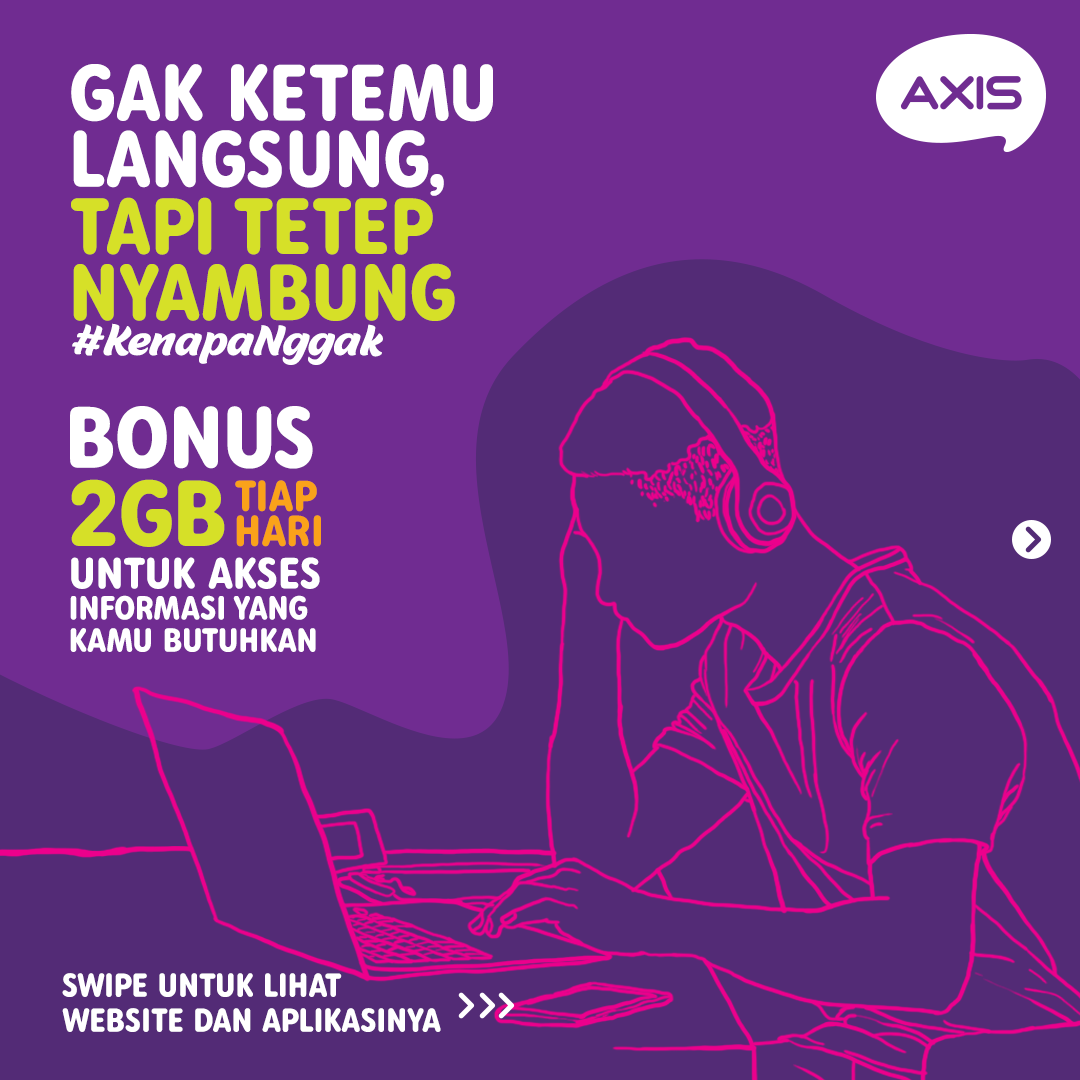 AXIS
GAK KETEMU
LANGSUNG,
TAPI TETEP
NYAMBUNG
#KenapaNggak
BONUS
2GB TIAP
HARI
UNTUK AKSES
INFORMASI YANG
KAMU BUTUHKAN
SWIPE UNTUK LIHAT
WEBSITE DAN APLIKASINYA